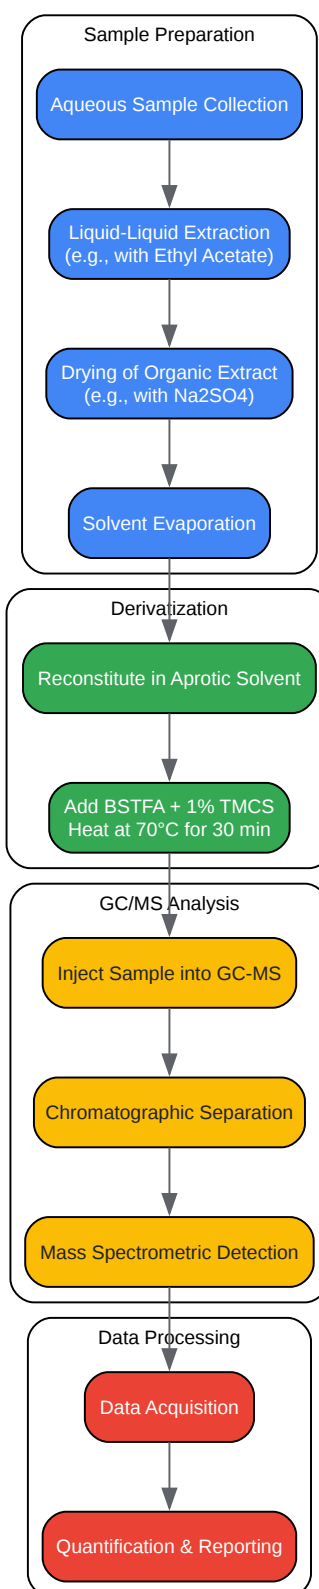 Sample Preparation
Aqueous Sample Collection
Liquid-Liquid Extraction
(e.g., with Ethyl Acetate)
Drying of Organic Extract
(e.g., with Na2SO4)
Solvent Evaporation
Derivatization
Reconstitute in Aprotic Solvent
Add BSTFA + 1% TMCS
Heat at 70°C for 30 min
GC/MS Analysis
Inject Sample into GC-MS
Chromatographic Separation
Mass Spectrometric Detection
Data Processing
Data Acquisition
Quantification & Reporting